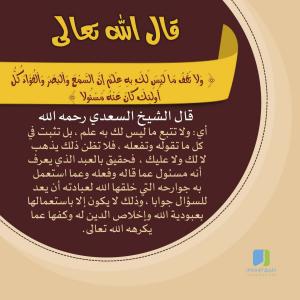 قال الله تعالى
﴿ ولا تقف ما ليس لك به علم إن السمع والبصر والفؤاد كل
أولئك كان عنه مسئولا ﴾
قال الشيخ السعدي رحمه الله
أي: ولا تتبع ما ليس لك به علم ، بل تثبت في
كل ما تقوله وتفعله ، فلا تظن ذلك يذهب
لا لك ولا عليك ، فحقيق بالعبد الذي يعرف
أنه مسئول عما قاله وفعله وعما استعمل
به جوارحه التي خلقها الله لعبادته أن يعد
للسؤال جوابا ، وذلك لا يكون إلا باستعمالها
بعبودية الله وإخلاص الدين له وكفها عما
يكرهه الله تعالى.